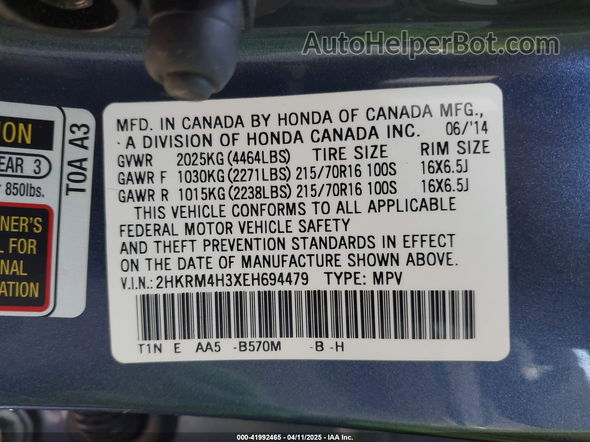 AutoHelperBot.com
MFD. IN CANADA BY HONDA OF CANADA MFG.,
A DIVISION OF HONDA CANADA INC. 06/'14
GVWR 2025KG(4464LBS) TIRE SIZE RIM SIZE
GAWR F 1030KG(2271LBS) 215/70R16 100S 16X6.5J
GAWR R 1015KG(2238LBS) 215/70R16 100S 16X6.5J
THIS VEHICLE CONFORMS TO ALL APPLICABLE
FEDERAL MOTOR VEHICLE SAFETY
AND THEFT PREVENTION STANDARDS IN EFFECT
ON THE DATE OF MANUFACTURE SHOWN ABOVE.
V.I.N.: 2HKRM4H3XEH694479 TYPE: MPV
T1N E AA5 -B570M -B -H
ION
EAR 3
850lbs.
NER'S
L FOR
ONAL
ATION
TOA A3
000-41992465 - 04/11/2025 - IAA Inc.